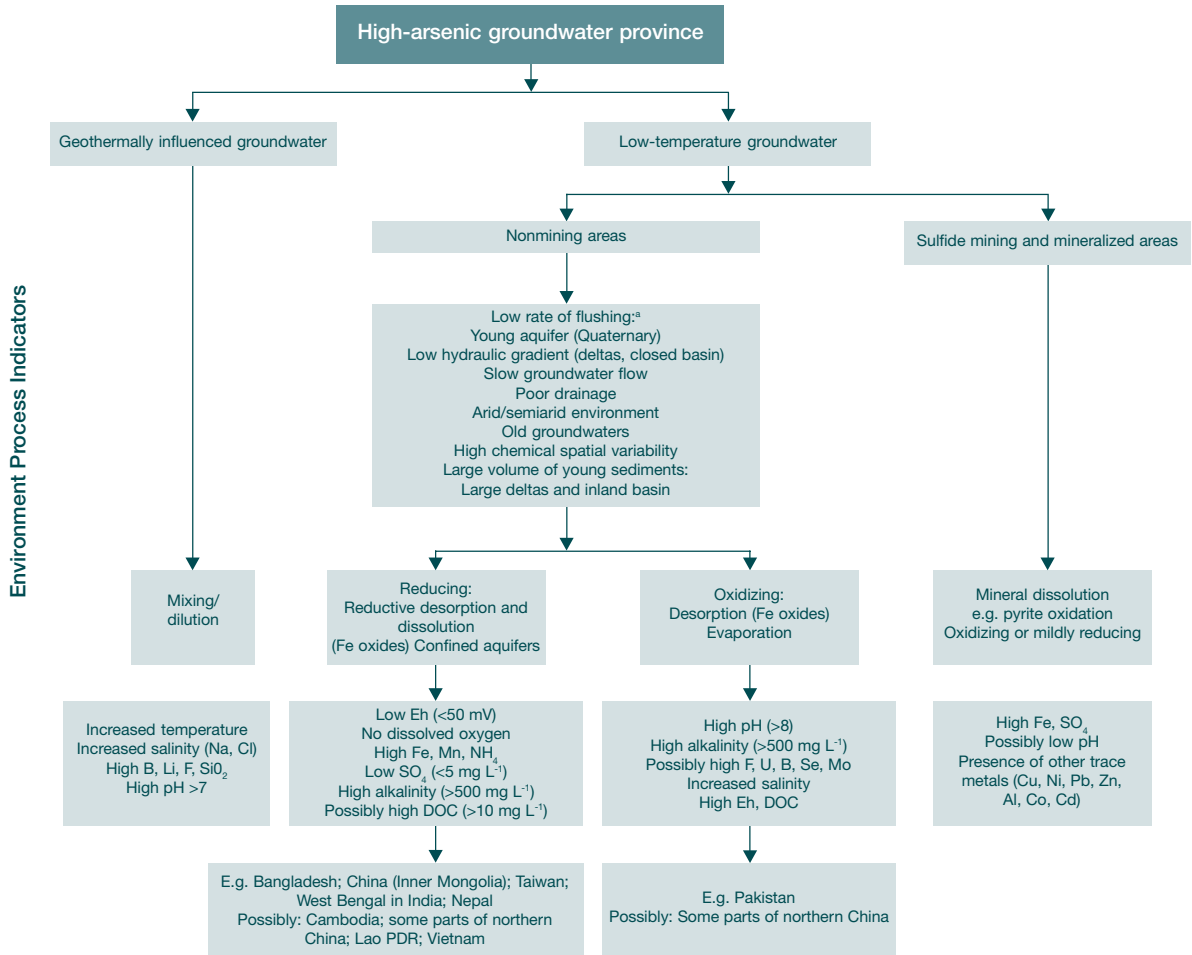 High-arsenic groundwater province
Geothermally influenced groundwater
Low-temperature groundwater
Nonmining areas
Sulfide mining and mineralized areas
Environment Process Indicators
Low rate of flushing:ᵃ
Young aquifer (Quaternary)
Low hydraulic gradient (deltas, closed basin)
Slow groundwater flow
Poor drainage
Arid/semiarid environment
Old groundwaters
High chemical spatial variability
Large volume of young sediments:
Large deltas and inland basin
Mixing/
dilution
Reducing:
Reductive desorption and
dissolution
(Fe oxides) Confined aquifers
Oxidizing:
Desorption (Fe oxides)
Evaporation
Mineral dissolution
e.g. pyrite oxidation
Oxidizing or mildly reducing
Increased temperature
Increased salinity (Na, Cl)
High B, Li, F, Si0₂
High pH >7
Low Eh (<50 mV)
No dissolved oxygen
High Fe, Mn, NH₄
Low SO₄ (<5 mg L⁻¹)
High alkalinity (>500 mg L⁻¹)
Possibly high DOC (>10 mg L⁻¹)
High pH (>8)
High alkalinity (>500 mg L⁻¹)
Possibly high F, U, B, Se, Mo
Increased salinity
High Eh, DOC
High Fe, SO₄
Possibly low pH
Presence of other trace
metals (Cu, Ni, Pb, Zn,
Al, Co, Cd)
E.g. Bangladesh; China (Inner Mongolia); Taiwan;
West Bengal in India; Nepal
Possibly: Cambodia; some parts of northern
China; Lao PDR; Vietnam
E.g. Pakistan
Possibly: Some parts of northern China